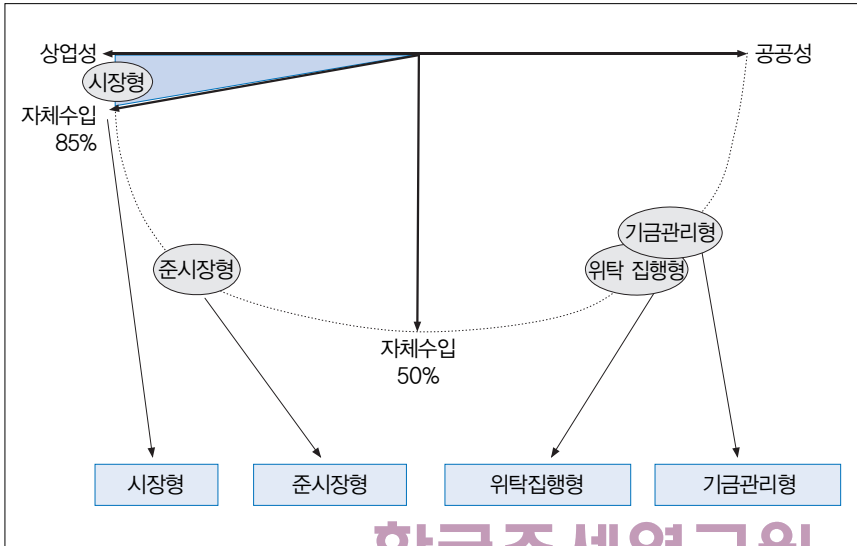 상업성
공공성
시장형
자체수입
85%
기금관리형
준시장형
위탁 집행형
자체수입
50%
시장형
준시장형
위탁집행형
기금관리형